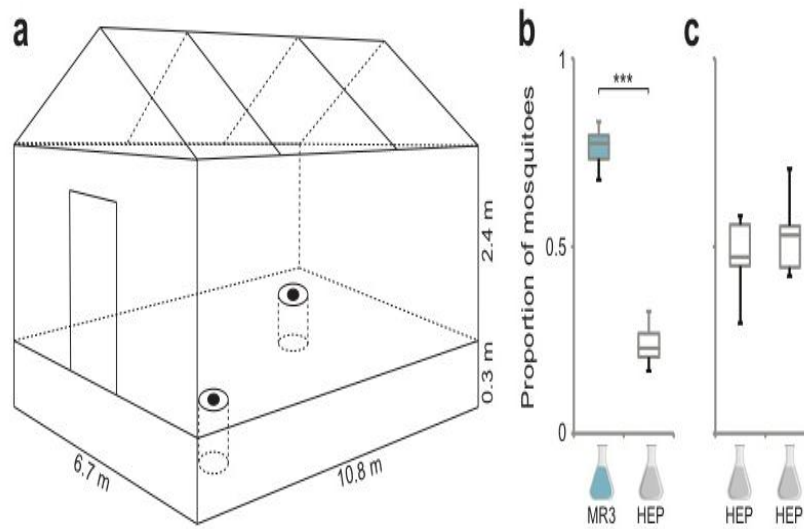 a
2.4 m
0.3 m
6.7 m
10.8 m
b
Proportion of mosquitoes
1
0.5
0
***
MR3 HEP
c
HEP HEP